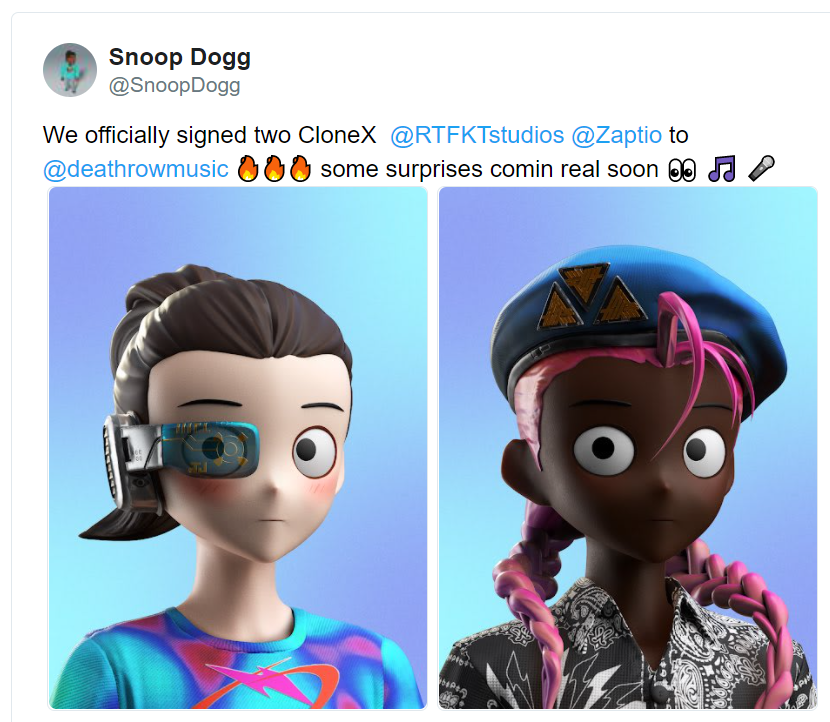 Snoop Dogg
@SnoopDogg
We officially signed two CloneX @RTFKTstudios @Zaptio to
@deathrowmusic 🔥🔥🔥 some surprises comin real soon 👀 🎵 🎤